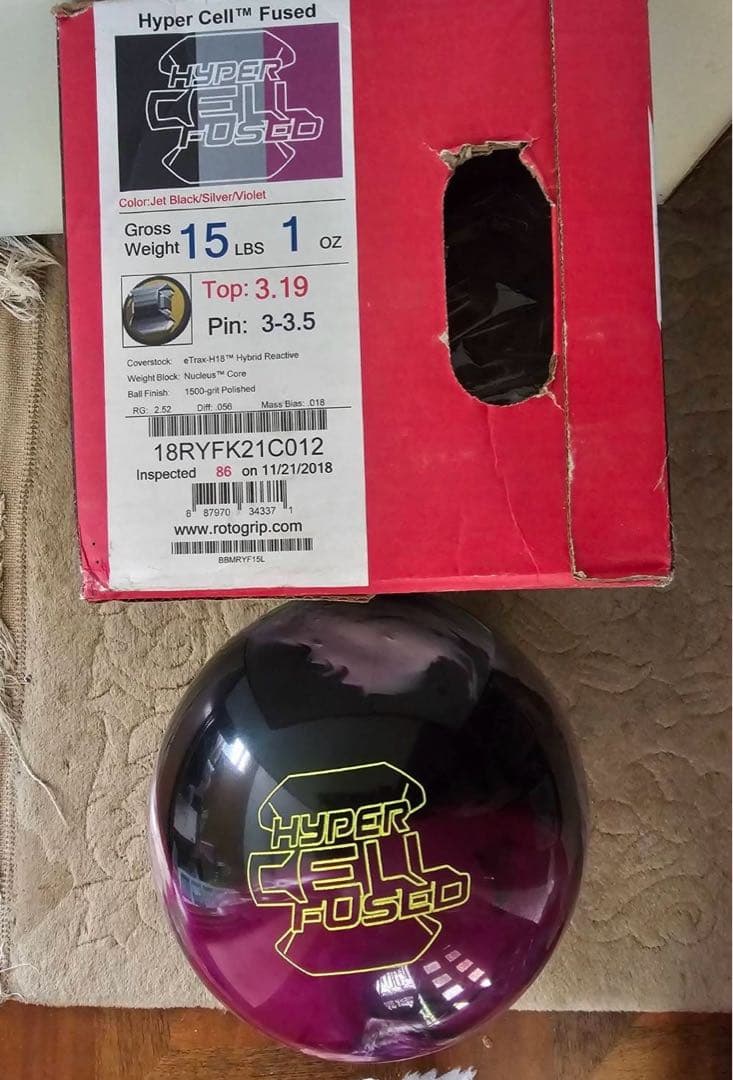 Hyper Cell™ Fused
HYPER
CELL
FUSED
Color:Jet Black/Silver/Violet
Gross Weight 15 LBS 1 OZ
Top: 3.19
Pin: 3-3.5
Coverstock: eTrax-H18™ Hybrid Reactive
Weight Block: Nucleus™ Core
Ball Finish: 1500-grit Polished
RG: 2.52 Diff: .056 Mass Bias: .018
18RYFK21C012
Inspected 86 on 11/21/2018
8 87970 34337 1
www.rotogrip.com
BBMRYF15L
HYPER
CELL
FUSED